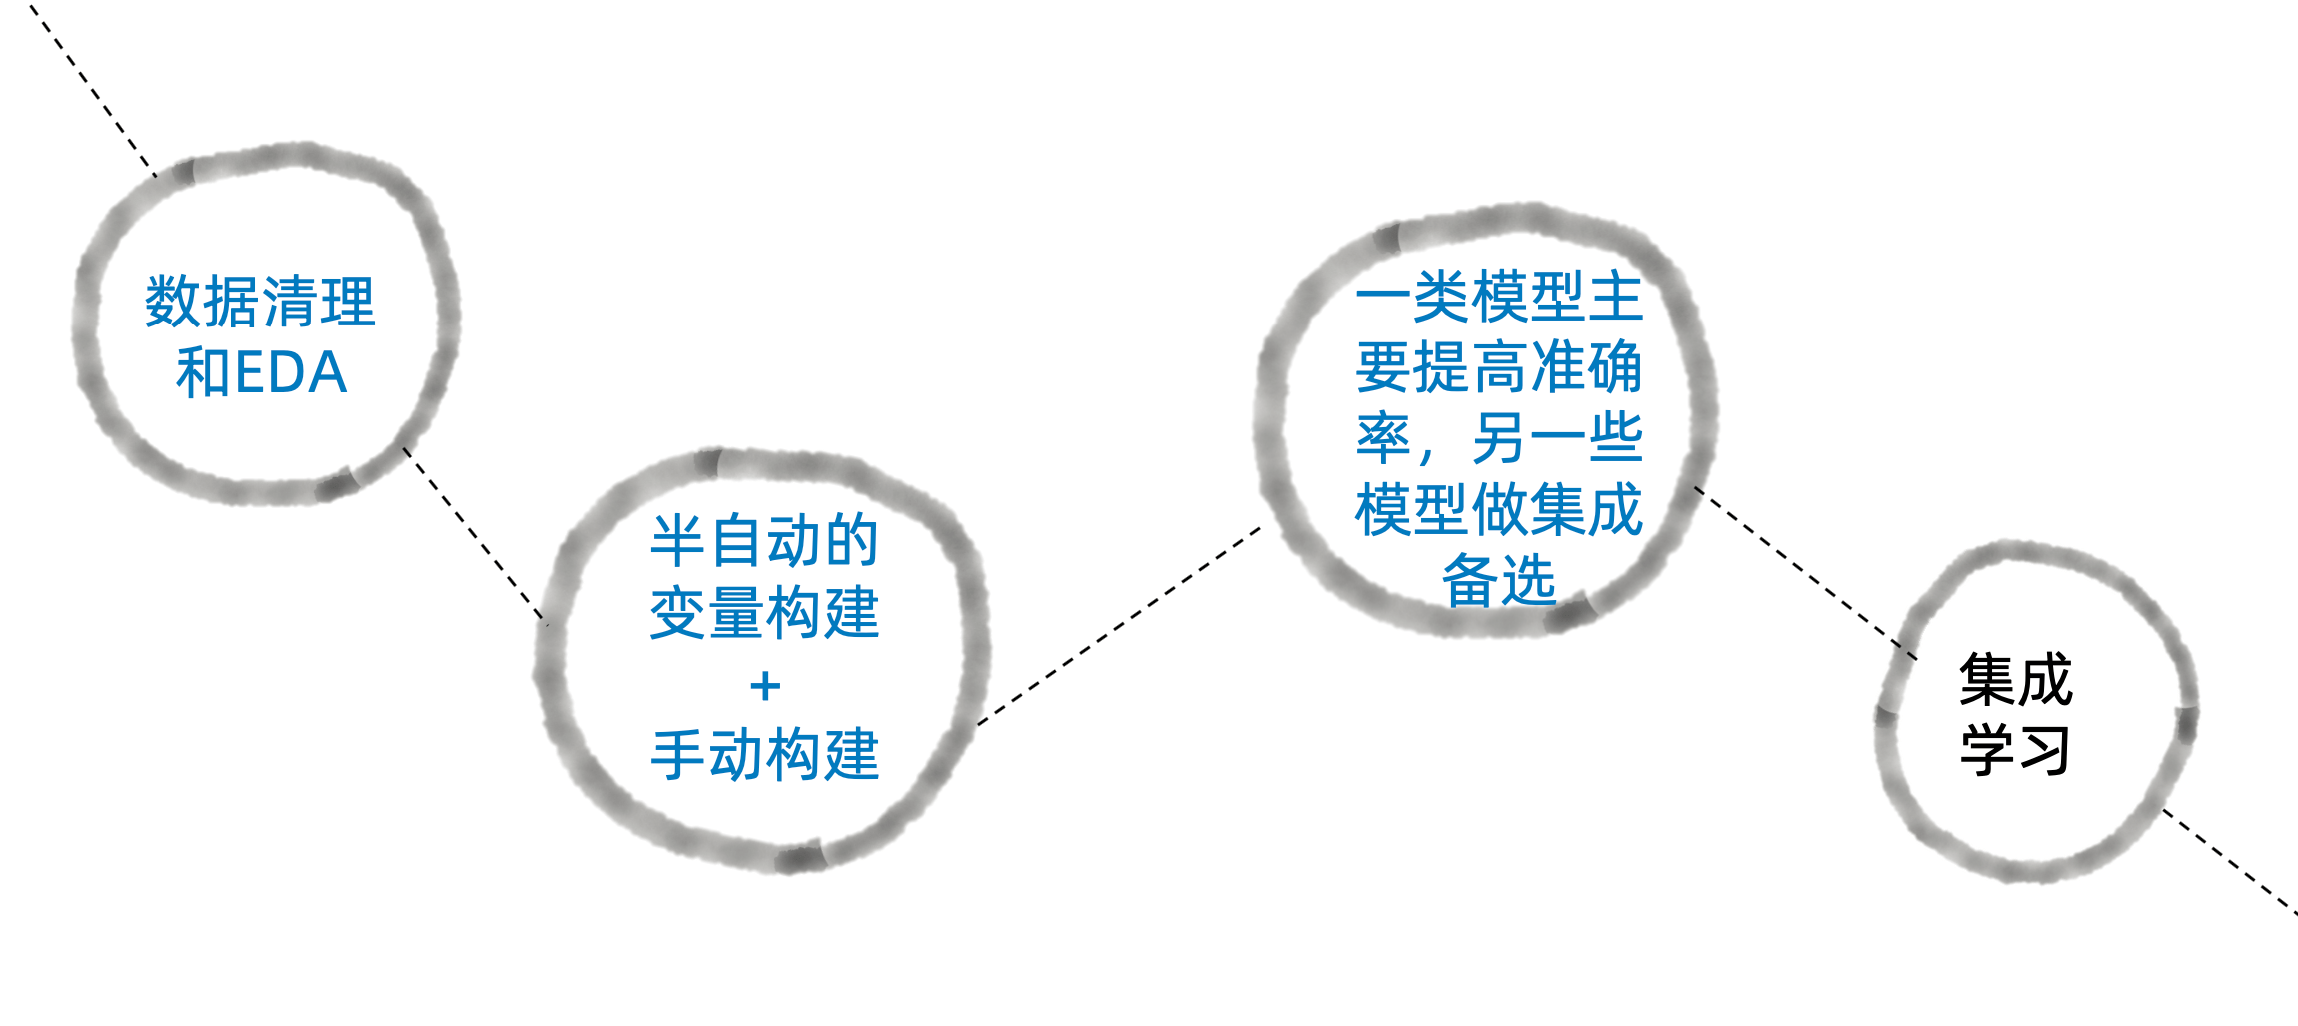 数据清理
和EDA
半自动的
变量构建
+
手动构建
一类模型主
要提高准确
率，另一些
模型做集成
备选
集成
学习